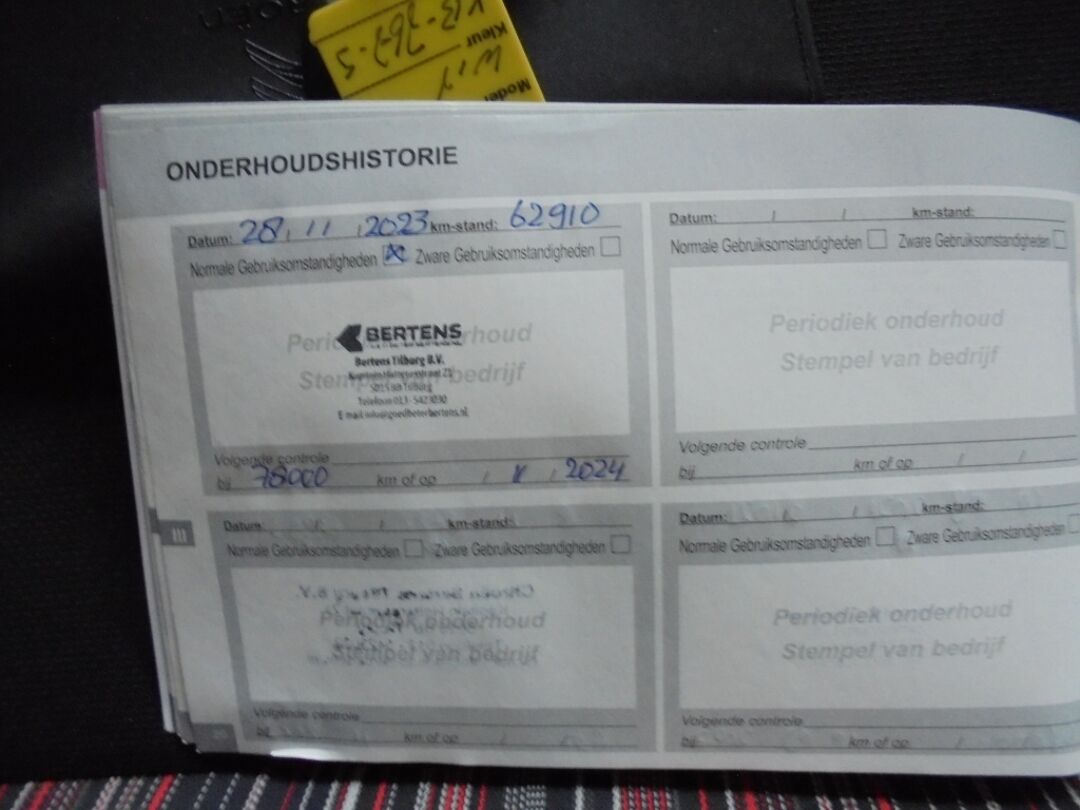 Kleur
ONDERHOUDSHISTORIE
Datum: 28 / 11 / 2023 km-stand: 62910
Normale Gebruiksomstandigheden Zware Gebruiksomstandigheden
Periodiek onderhoud
Stempel van bedrijf
BERTENS
Bertens Tilburg B.V.
Tilburg
Telefoon
Volgende controle
bij 78000 km of op / / 2024
Datum: / / km-stand:
Normale Gebruiksomstandigheden Zware Gebruiksomstandigheden
Periodiek onderhoud
Stempel van bedrijf
Volgende controle
bij km of op / /
III
Datum: / / km-stand:
Normale Gebruiksomstandigheden Zware Gebruiksomstandigheden
Periodiek onderhoud
Stempel van bedrijf
Volgende controle
bij km of op / /
Datum: / / km-stand:
Normale Gebruiksomstandigheden Zware Gebruiksomstandigheden
Periodiek onderhoud
Stempel van bedrijf
Volgende controle
bij km of op / /